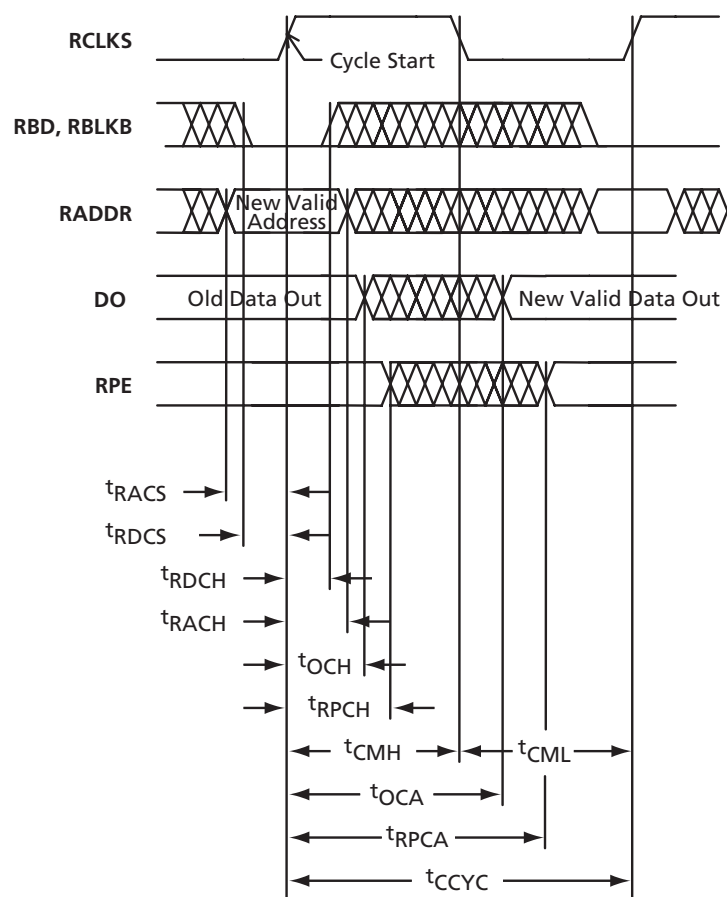 RCLKS
Cycle Start
RBD, RBLKB
RADDR
New Valid
Address
DO
Old Data Out
New Valid Data Out
RPE
tRACS
tRDCS
tRDCH
tRACH
tOCH
tRPCH
tCMH
tCML
tOCA
tRPCA
tCCYC